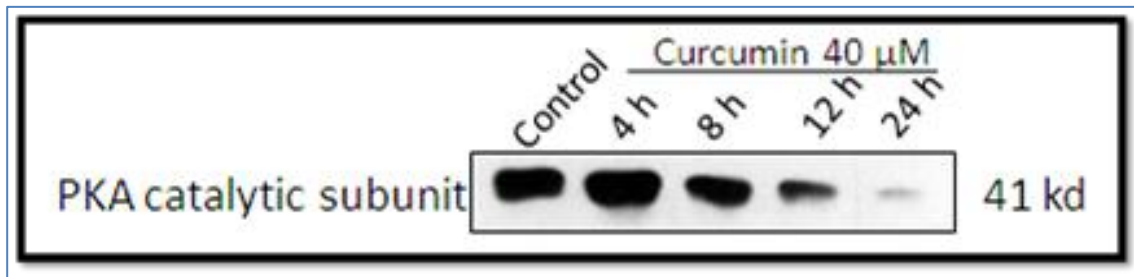 Curcumin 40 µM
Control 4 h 8 h 12 h 24 h
PKA catalytic subunit 41 kd